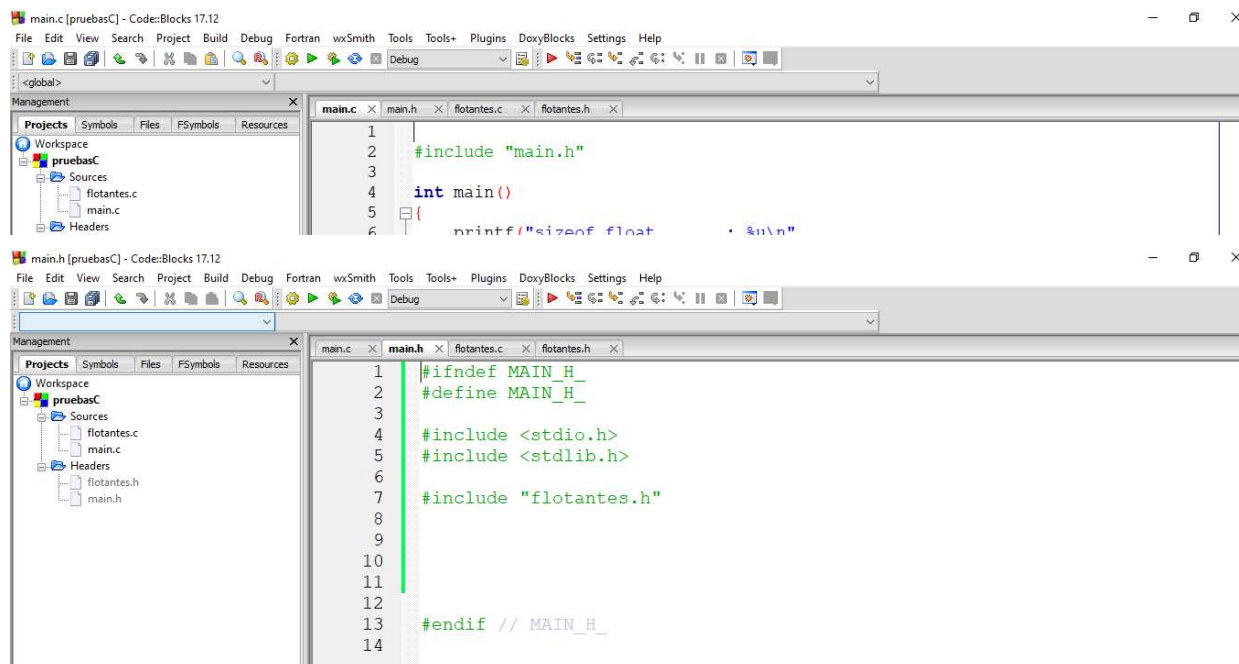 main.c [pruebasC] - Code::Blocks 17.12
File Edit View Search Project Build Debug Fortran wxSmith Tools Tools+ Plugins DoxyBlocks Settings Help
Debug
<global>
Management
main.c main.h flotantes.c flotantes.h
Projects Symbols Files FSymbols Resources
Workspace
pruebasC
Sources
flotantes.c
main.c
Headers
1
2 #include "main.h"
3
4 int main()
5 {
6 printf("sizeof float : %u\n"
main.h [pruebasC] - Code::Blocks 17.12
File Edit View Search Project Build Debug Fortran wxSmith Tools Tools+ Plugins DoxyBlocks Settings Help
Debug
Management
main.c main.h flotantes.c flotantes.h
Projects Symbols Files FSymbols Resources
Workspace
pruebasC
Sources
flotantes.c
main.c
Headers
flotantes.h
main.h
1 #ifndef MAIN_H_
2 #define MAIN_H_
3
4 #include <stdio.h>
5 #include <stdlib.h>
6
7 #include "flotantes.h"
8
9
10
11
12
13 #endif // MAIN_H_
14